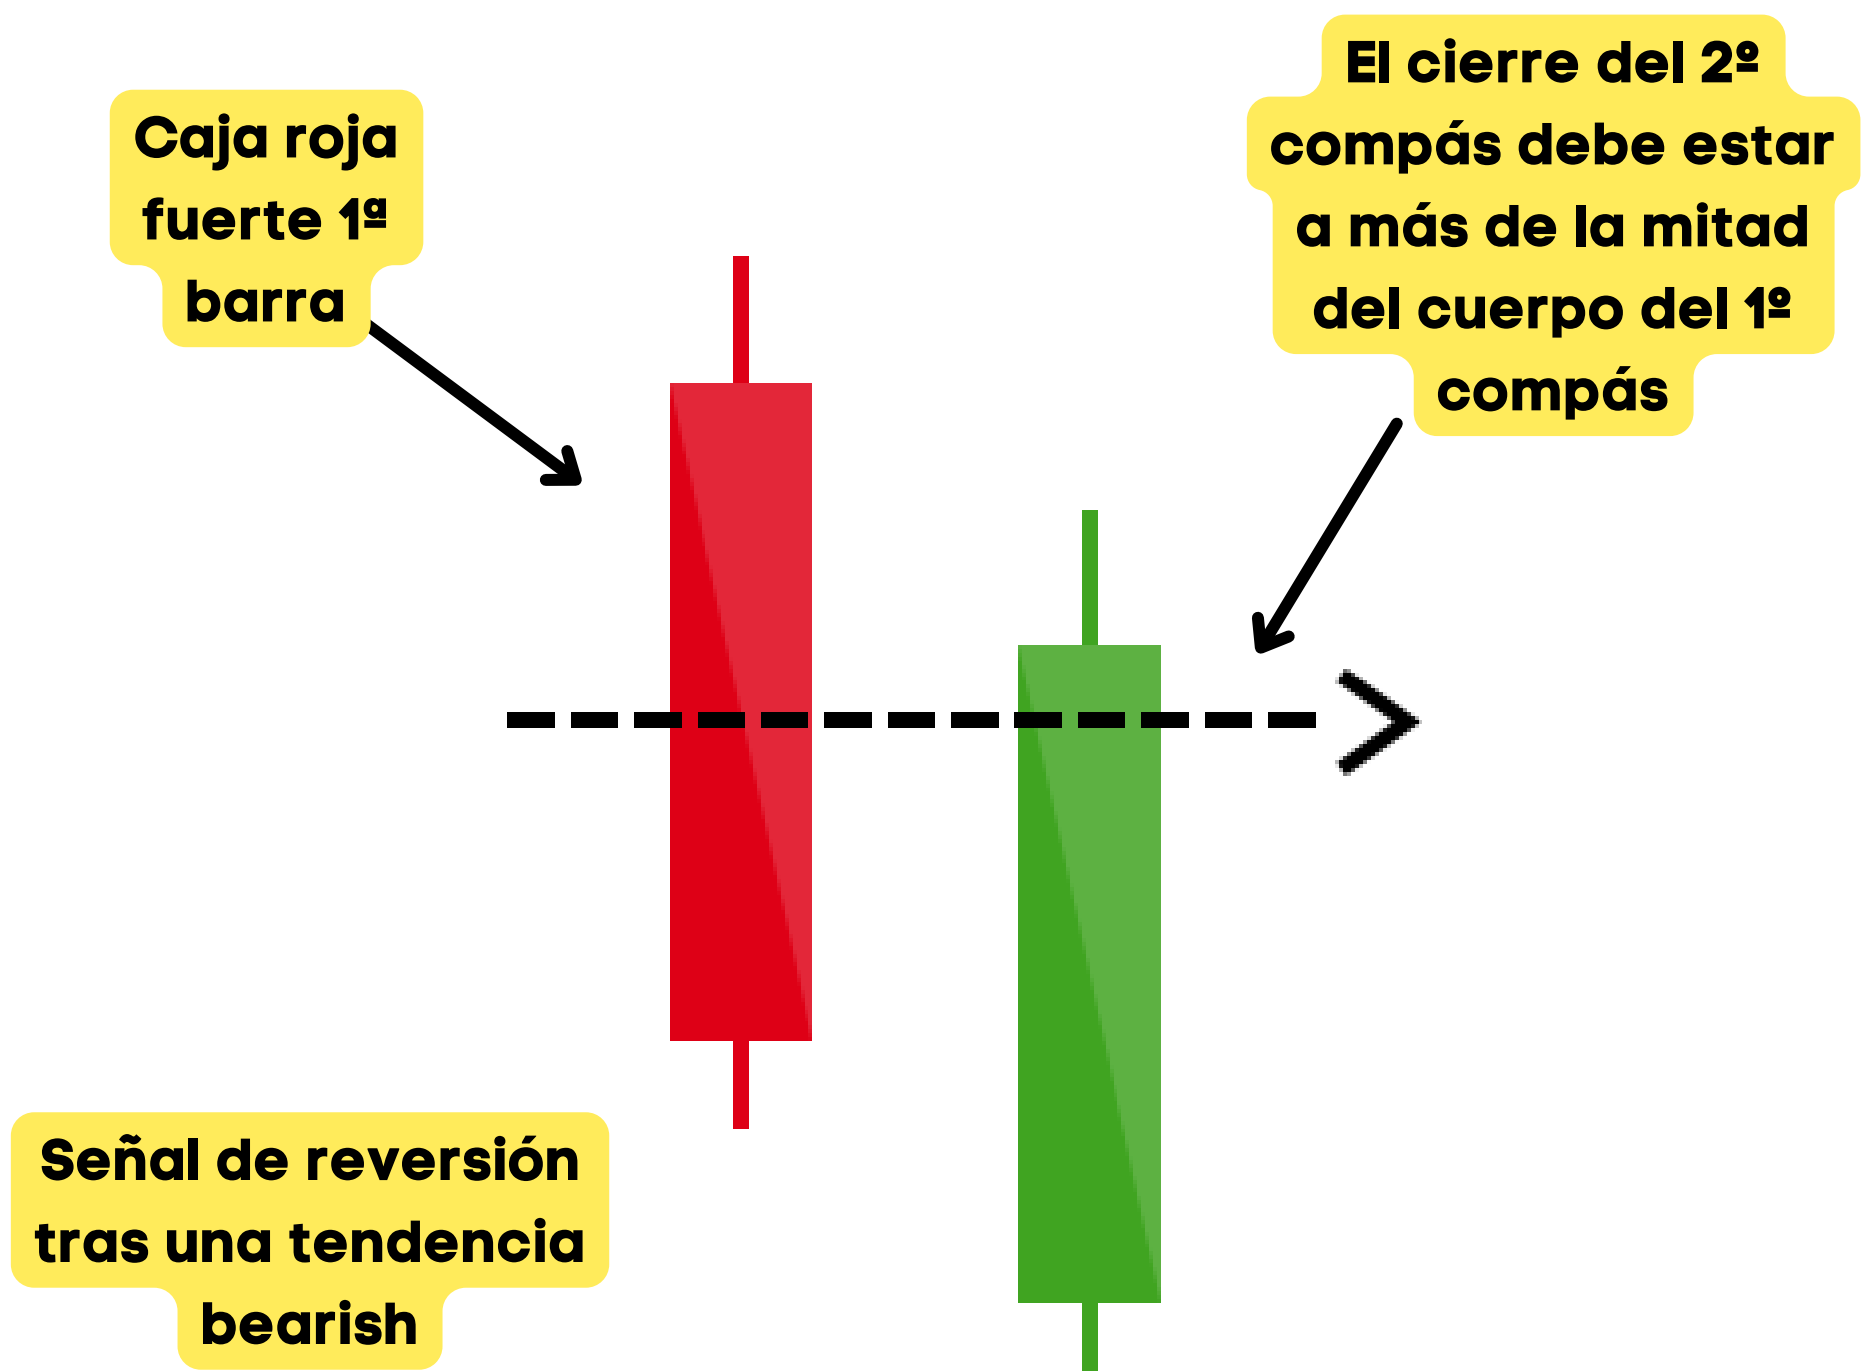 Caja roja
fuerte 1ª
barra
El cierre del 2º
compás debe estar
a más de la mitad
del cuerpo del 1º
compás
Señal de reversión
tras una tendencia
bearish